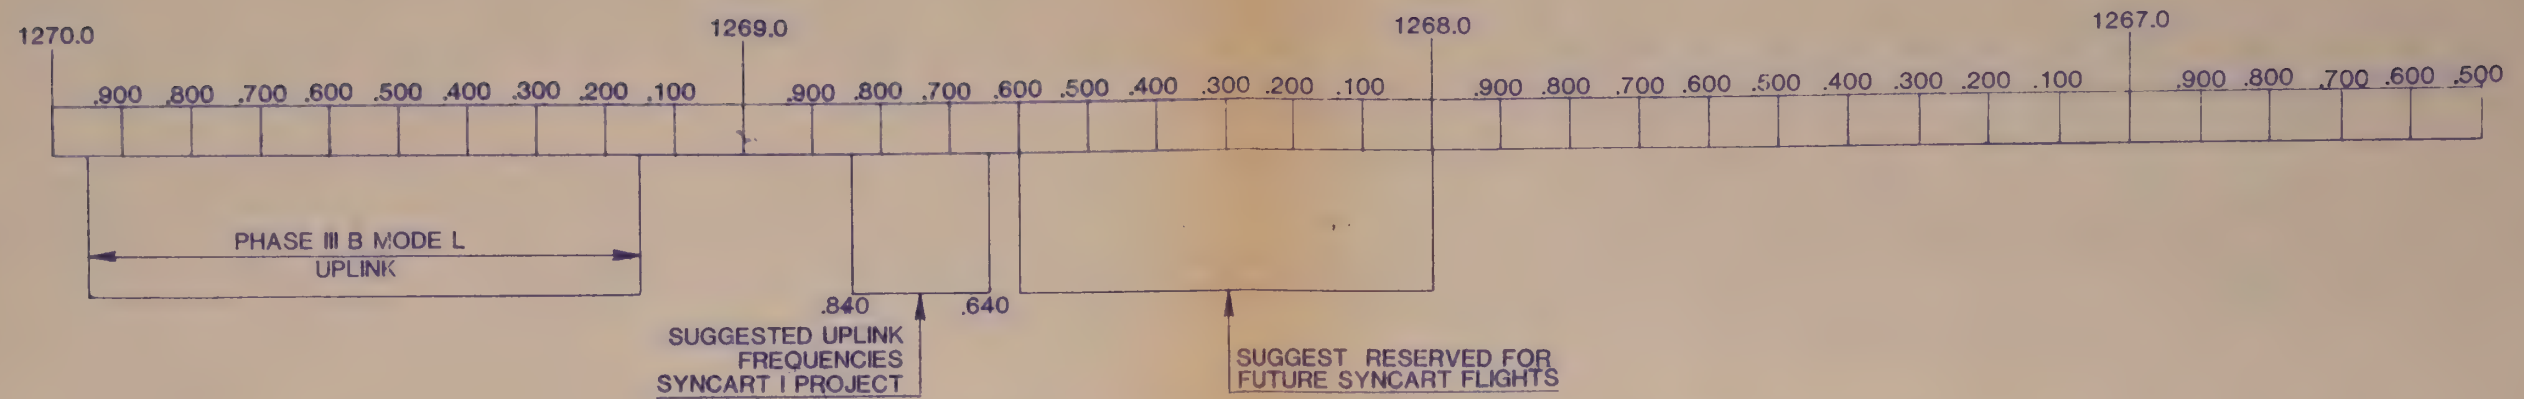 1270.0 1269.0 1268.0 1267.0
.900 .800 .700 .600 .500 .400 .300 .200 .100 .900 .800 .700 .600 .500 .400 .300 .200 .100 .900 .800 .700 .600 .500 .400 .300 .200 .100 .900 .800 .700 .600 .500
PHASE III B MODE L
UPLINK
.840 .640
SUGGESTED UPLINK
FREQUENCIES
SYNCART I PROJECT
SUGGEST RESERVED FOR
FUTURE SYNCART FLIGHTS